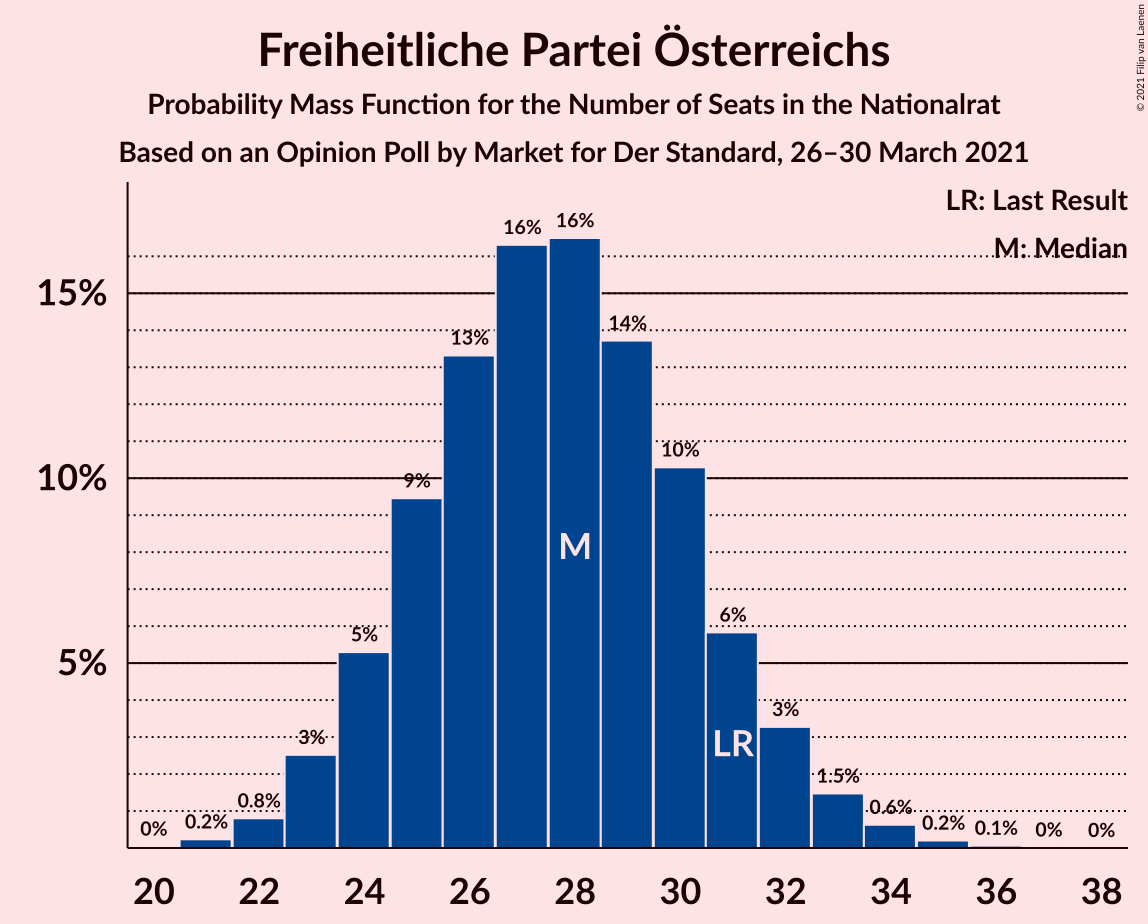 Freiheitliche Partei Österreichs
Probability Mass Function for the Number of Seats in the Nationalrat
Based on an Opinion Poll by Market for Der Standard, 26–30 March 2021
© 2021 Filip van Laenen
LR: Last Result
M: Median
15%
10%
5%
0%
0.2%
0.8%
3%
5%
9%
13%
16%
16%
14%
10%
6%
3%
1.5%
0.6%
0.2%
0.1%
0%
0%
M
LR
20 22 24 26 28 30 32 34 36 38